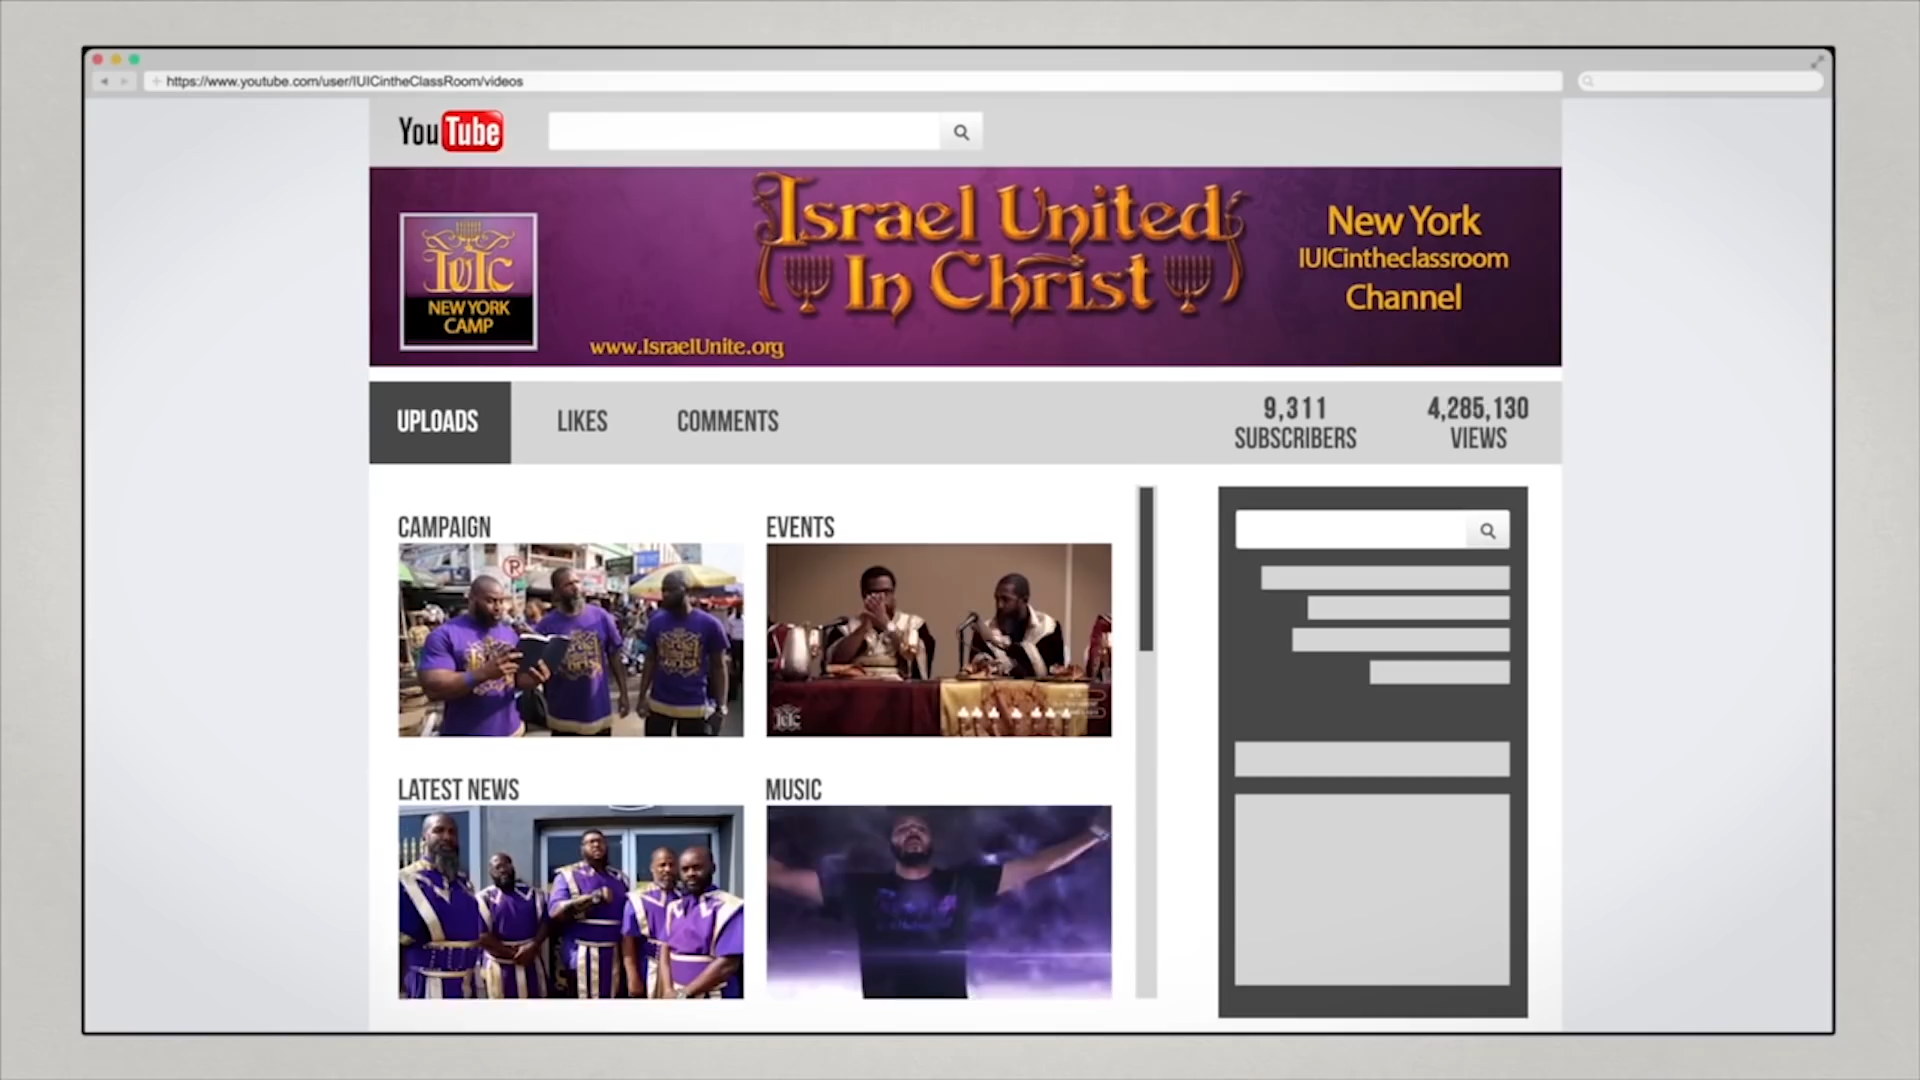 https://www.youtube.com/user/IUICintheClassRoom/videos
YouTube
Israel United
In Christ
New York
IUICintheclassroom
Channel
IUIC
NEW YORK
CAMP
www.IsraelUnite.org
UPLOADS
LIKES
COMMENTS
9,311
SUBSCRIBERS
4,285,130
VIEWS
CAMPAIGN
EVENTS
IUIC
LATEST NEWS
MUSIC